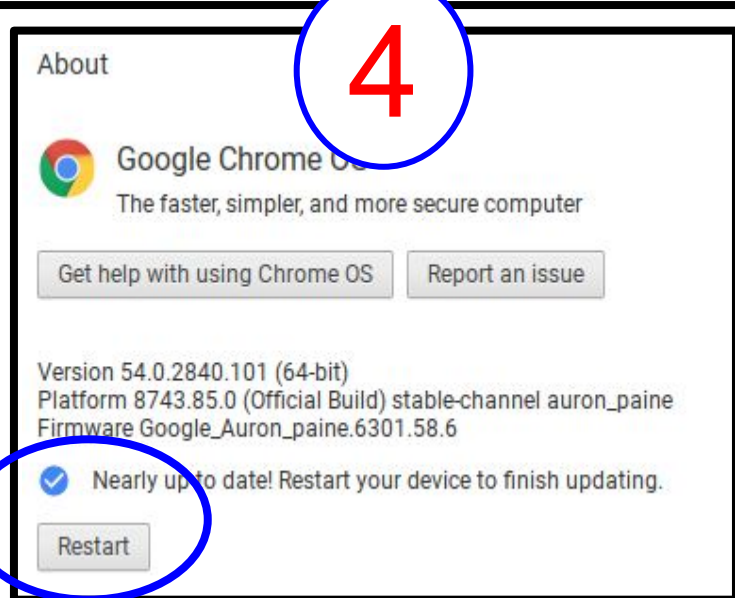 4
About
Google Chrome OS
The faster, simpler, and more secure computer
Get help with using Chrome OS
Report an issue
Version 54.0.2840.101 (64-bit)
Platform 8743.85.0 (Official Build) stable-channel auron_paine
Firmware Google_Auron_paine.6301.58.6
Nearly up to date! Restart your device to finish updating.
Restart